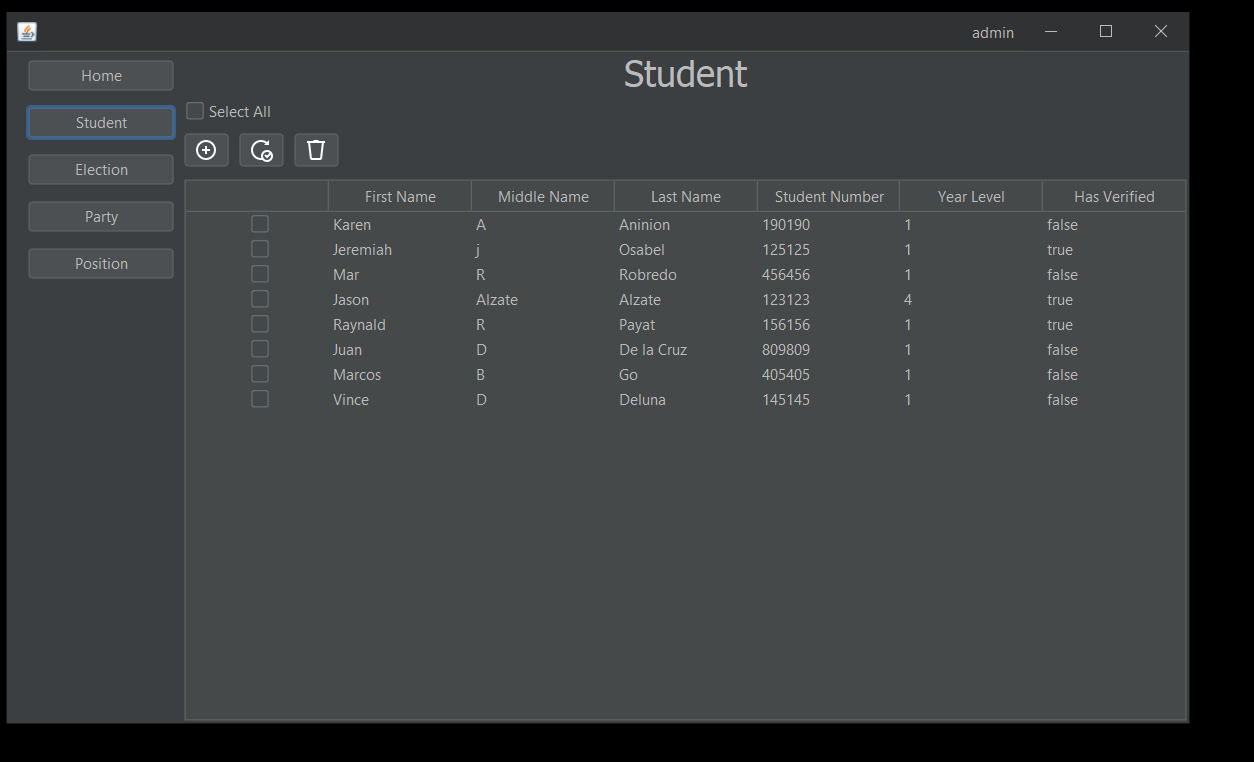 admin
Home
Student
Election
Party
Position
Student
Select All
First Name Middle Name Last Name Student Number Year Level Has Verified
Karen A Aninion 190190 1 false
Jeremiah j Osabel 125125 1 true
Mar R Robredo 456456 1 false
Jason Alzate Alzate 123123 4 true
Raynald R Payat 156156 1 true
Juan D De la Cruz 809809 1 false
Marcos B Go 405405 1 false
Vince D Deluna 145145 1 false